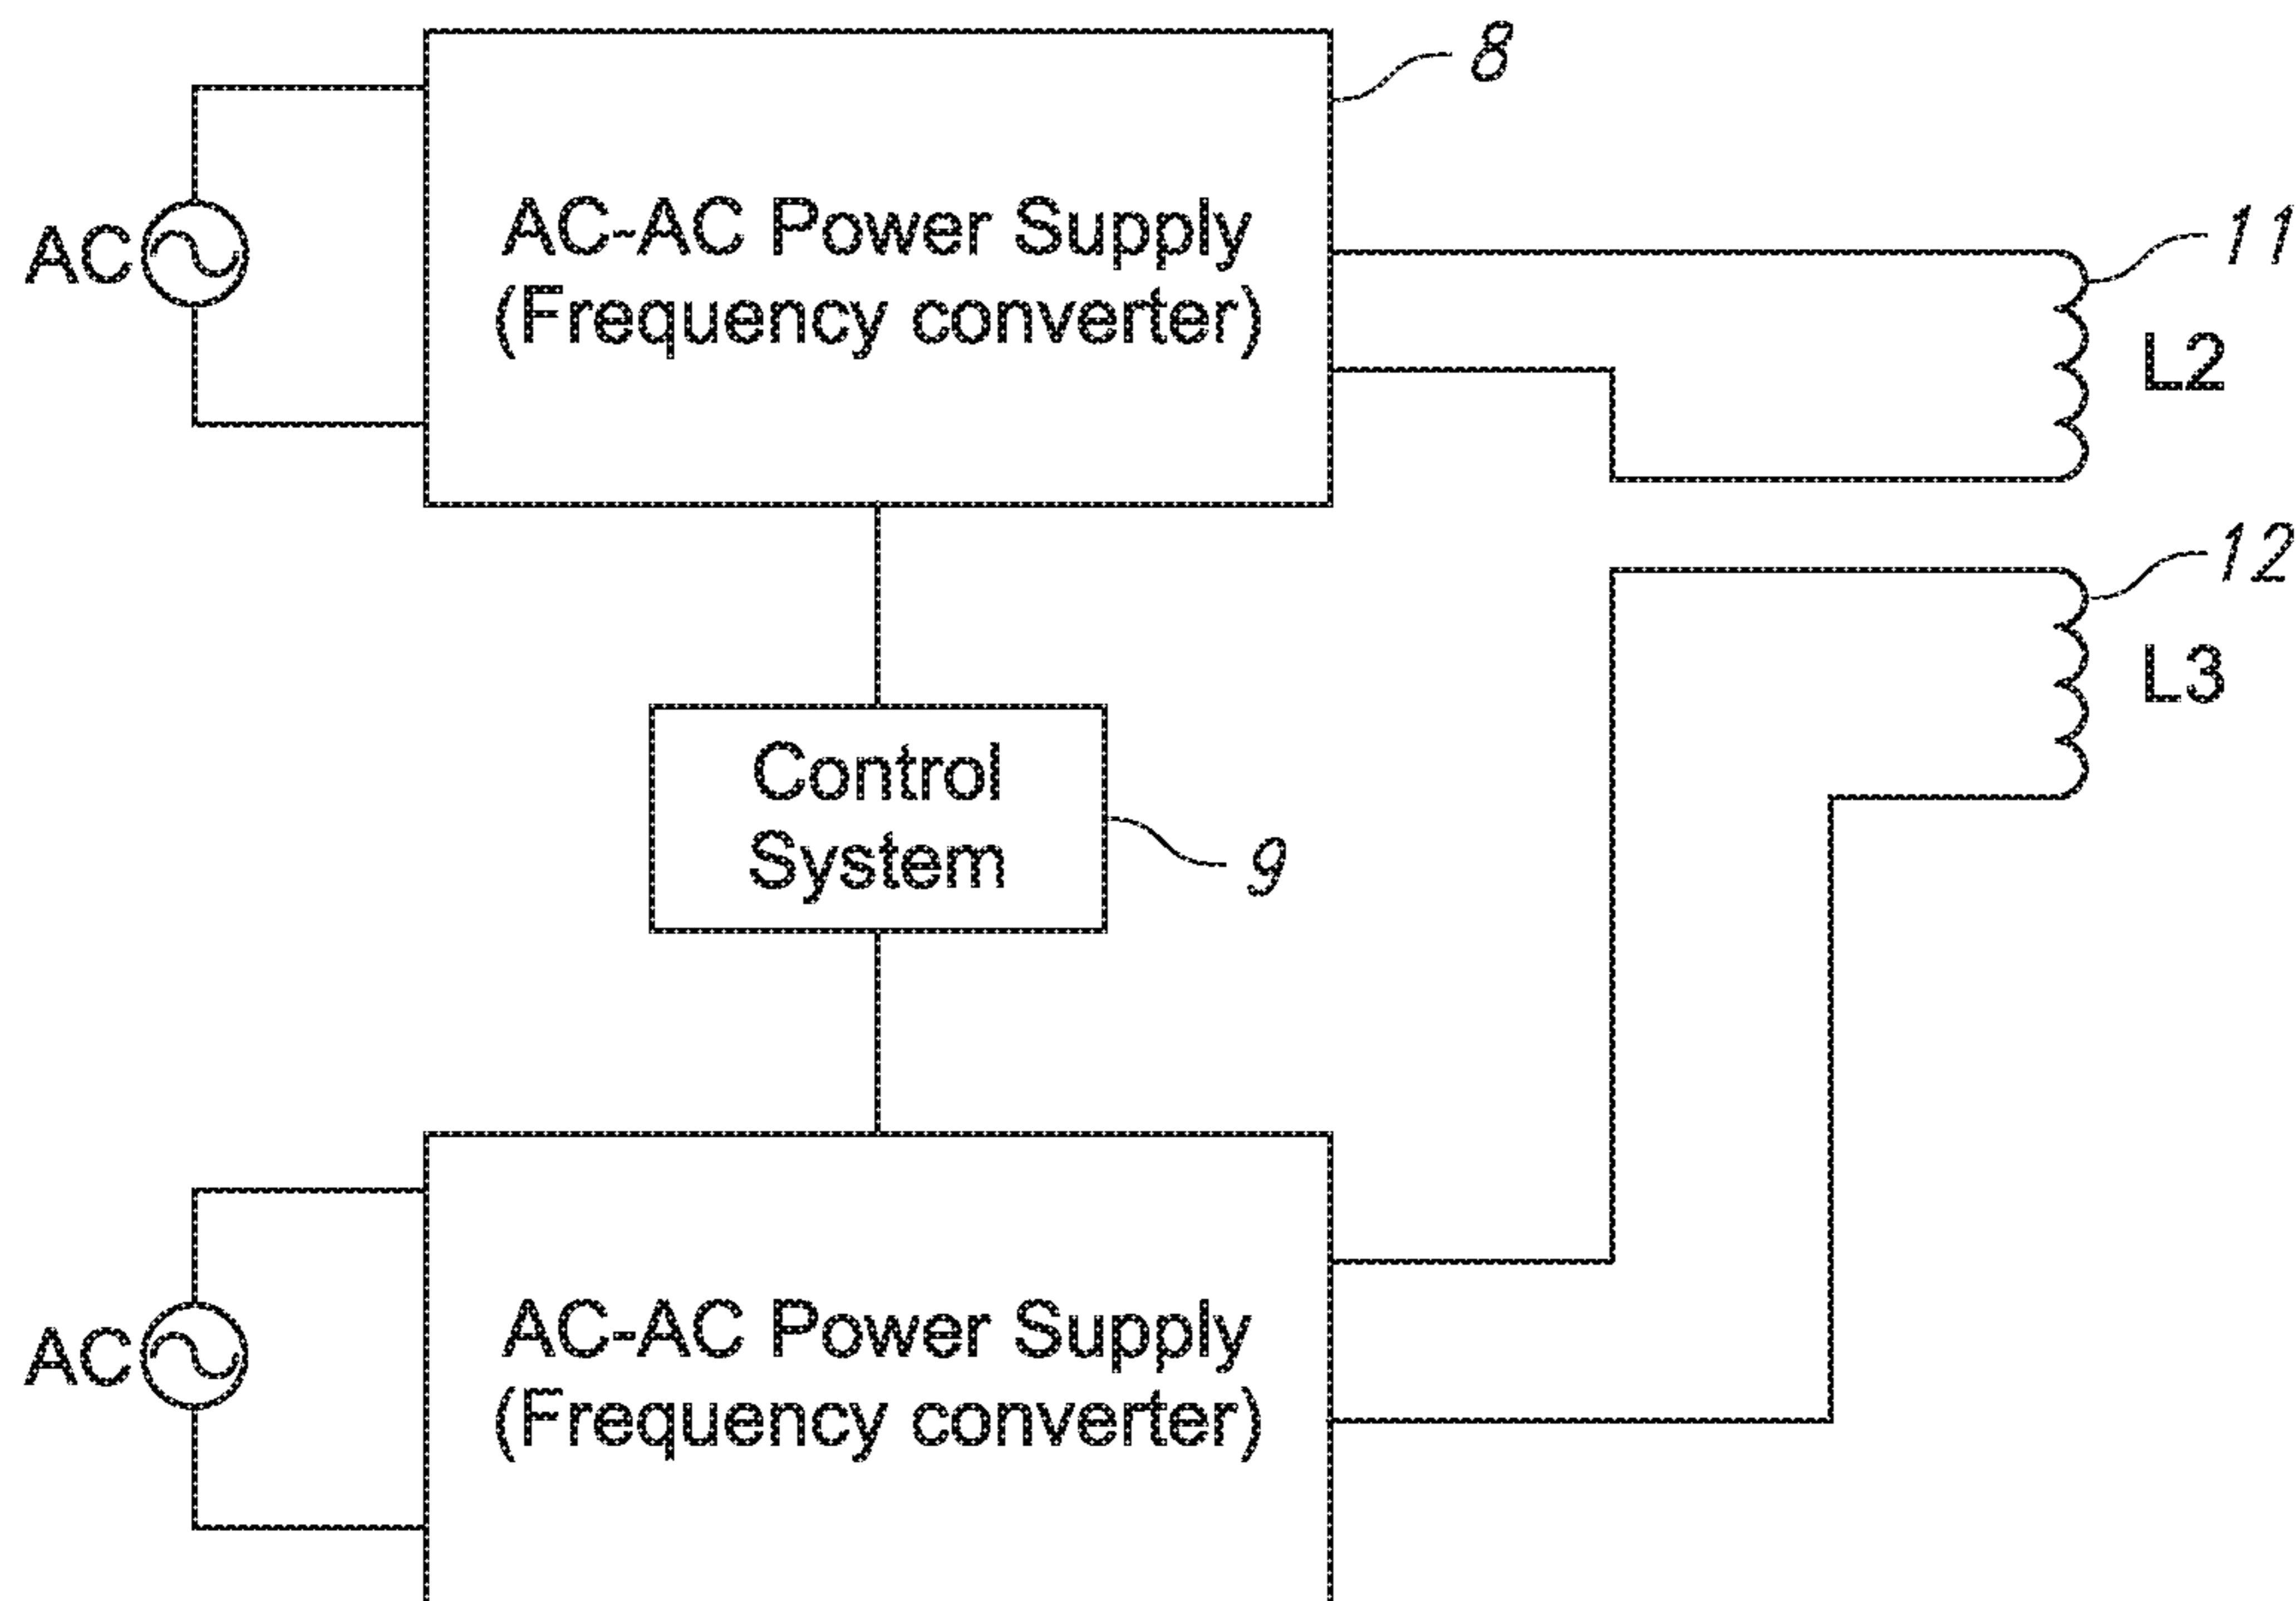 8
AC
AC-AC Power Supply
(Frequency converter)
11
L2
12
L3
Control
System
9
AC
AC-AC Power Supply
(Frequency converter)